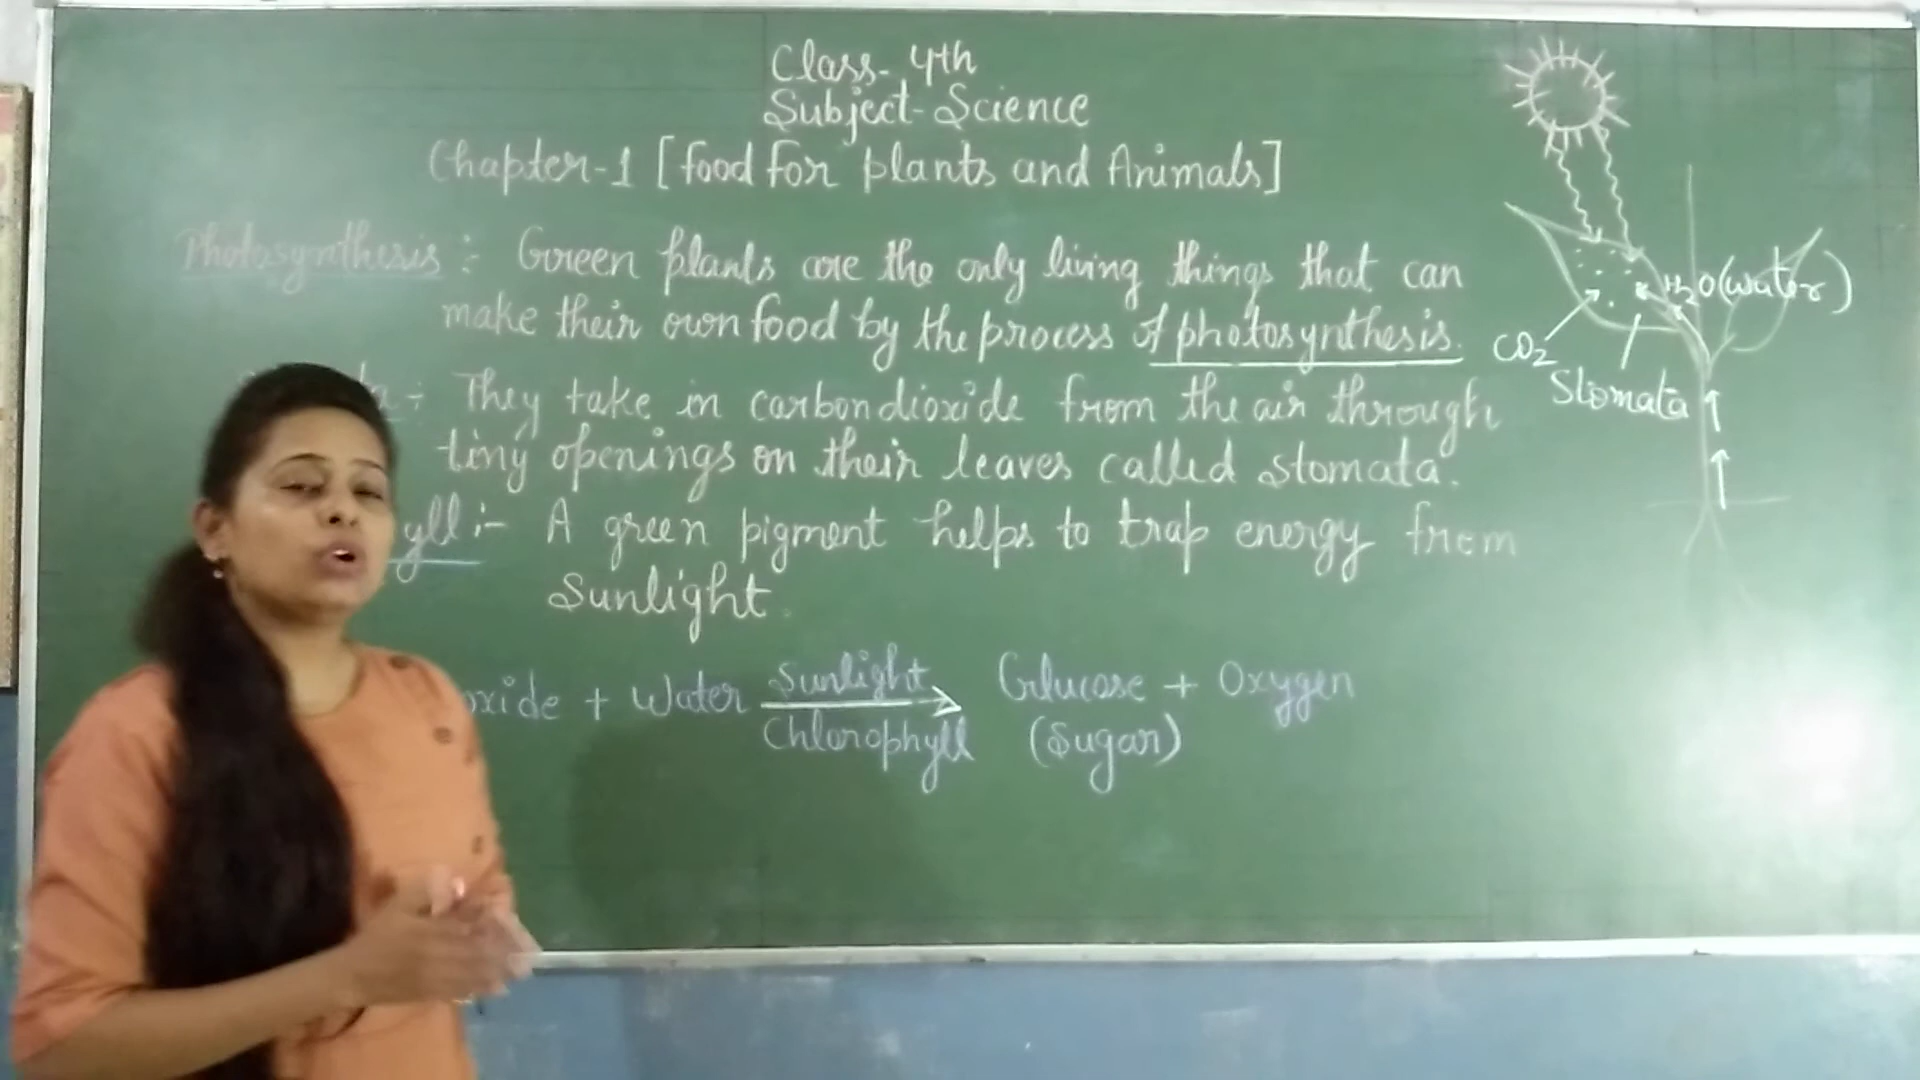 Class- 4th
Subject- Science
Chapter-1 [Food For plants and Animals]
Photosynthesis :- Green plants are the only living things that can
make their own food by the process of photosynthesis.
They take in carbondioxide from the air through
tiny openings on their leaves called stomata.
yll :- A green pigment helps to trap energy from
Sunlight.
oxide + Water Sunlight Glucose + Oxygen
Chlorophyll (Sugar)
H2O(water)
CO2
Stomata